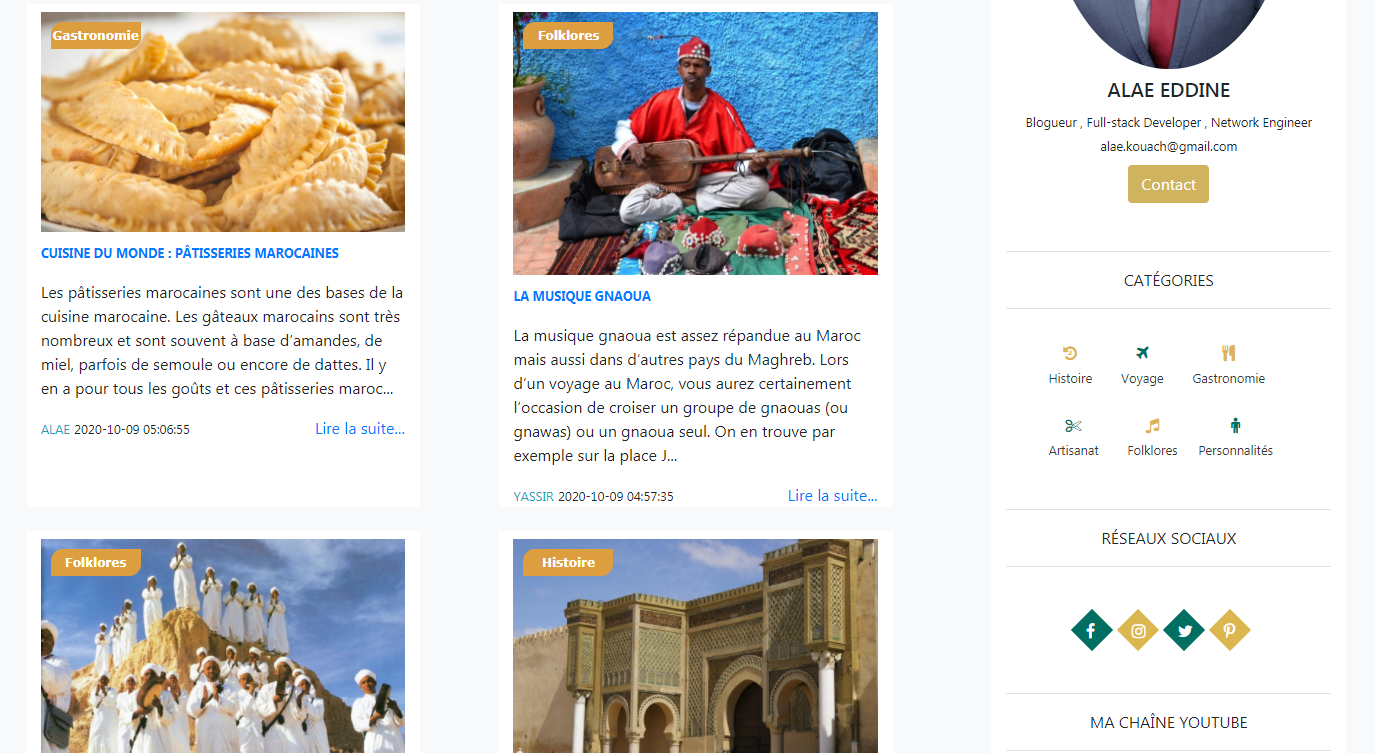 Gastronomie
CUISINE DU MONDE : PÂTISSERIES MAROCAINES
Les pâtisseries marocaines sont une des bases de la
cuisine marocaine. Les gâteaux marocains sont très
nombreux et sont souvent à base d'amandes, de
miel, parfois de semoule ou encore de dattes. Il y
en a pour tous les goûts et ces pâtisseries maroc...
ALAE 2020-10-09 05:06:55 Lire la suite...
Folklores
LA MUSIQUE GNAOUA
La musique gnaoua est assez répandue au Maroc
mais aussi dans d'autres pays du Maghreb. Lors
d'un voyage au Maroc, vous aurez certainement
l'occasion de croiser un groupe de gnaouas (ou
gnawas) ou un gnaoua seul. On en trouve par
exemple sur la place J...
YASSIR 2020-10-09 04:57:35 Lire la suite...
Folklores
Histoire
ALAE EDDINE
Blogueur , Full-stack Developer , Network Engineer
alae.kouach@gmail.com
Contact
CATÉGORIES
Histoire Voyage Gastronomie
Artisanat Folklores Personnalités
RÉSEAUX SOCIAUX
MA CHAÎNE YOUTUBE